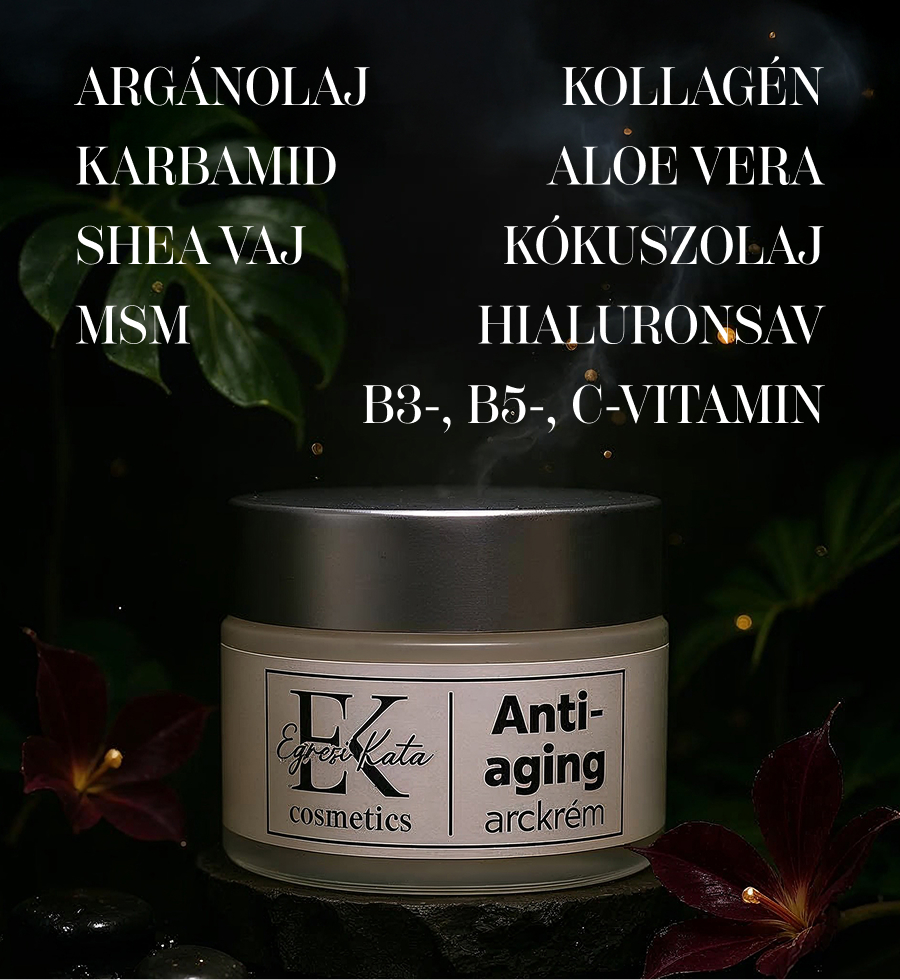 ARGÁNOLAJ
KARBAMID
SHEA VAJ
MSM
KOLLAGÉN
ALOE VERA
KÓKUSZOLAJ
HIALURONSAV
B3-, B5-, C-VITAMIN
EK
Egresi Kata
cosmetics
Anti-
aging
arckrém